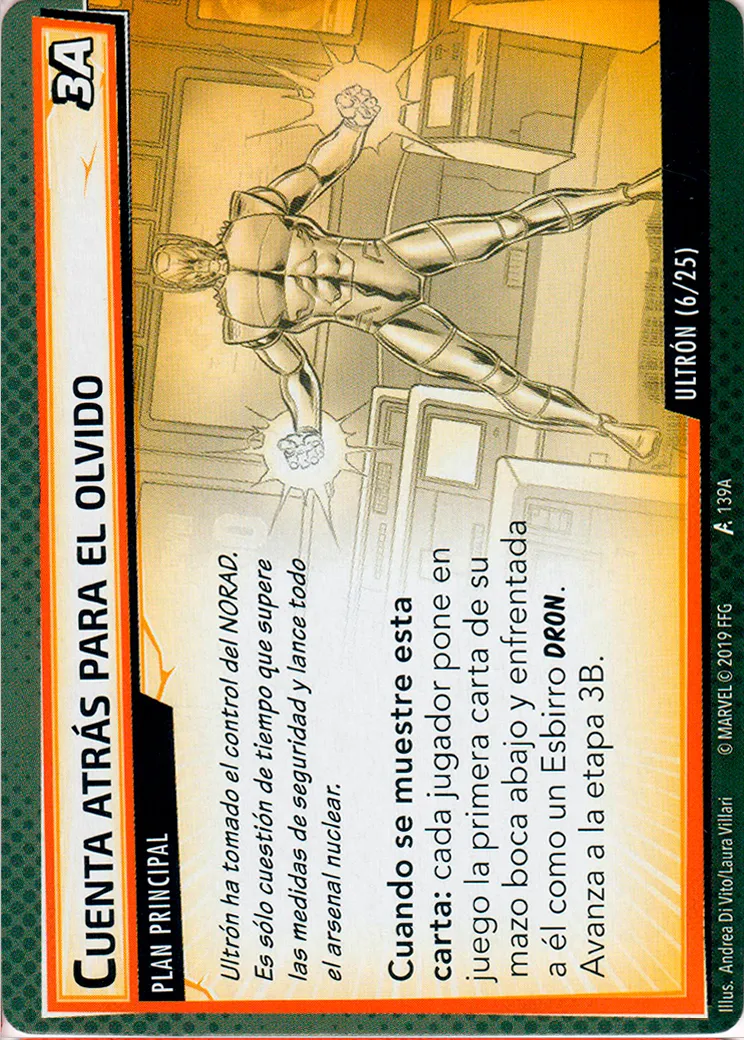 CUENTA ATRÁS PARA EL OLVIDO
3A
PLAN PRINCIPAL
Ultrón ha tomado el control del NORAD.
Es sólo cuestión de tiempo que supere
las medidas de seguridad y lance todo
el arsenal nuclear.
Cuando se muestre esta
carta: cada jugador pone en
juego la primera carta de su
mazo boca abajo y enfrentada
a él como un Esbirro DRON.
Avanza a la etapa 3B.
ULTRÓN (6/25)
Illus. Andrea Di Vito/Laura Villari
© MARVEL © 2019 FFG
139A